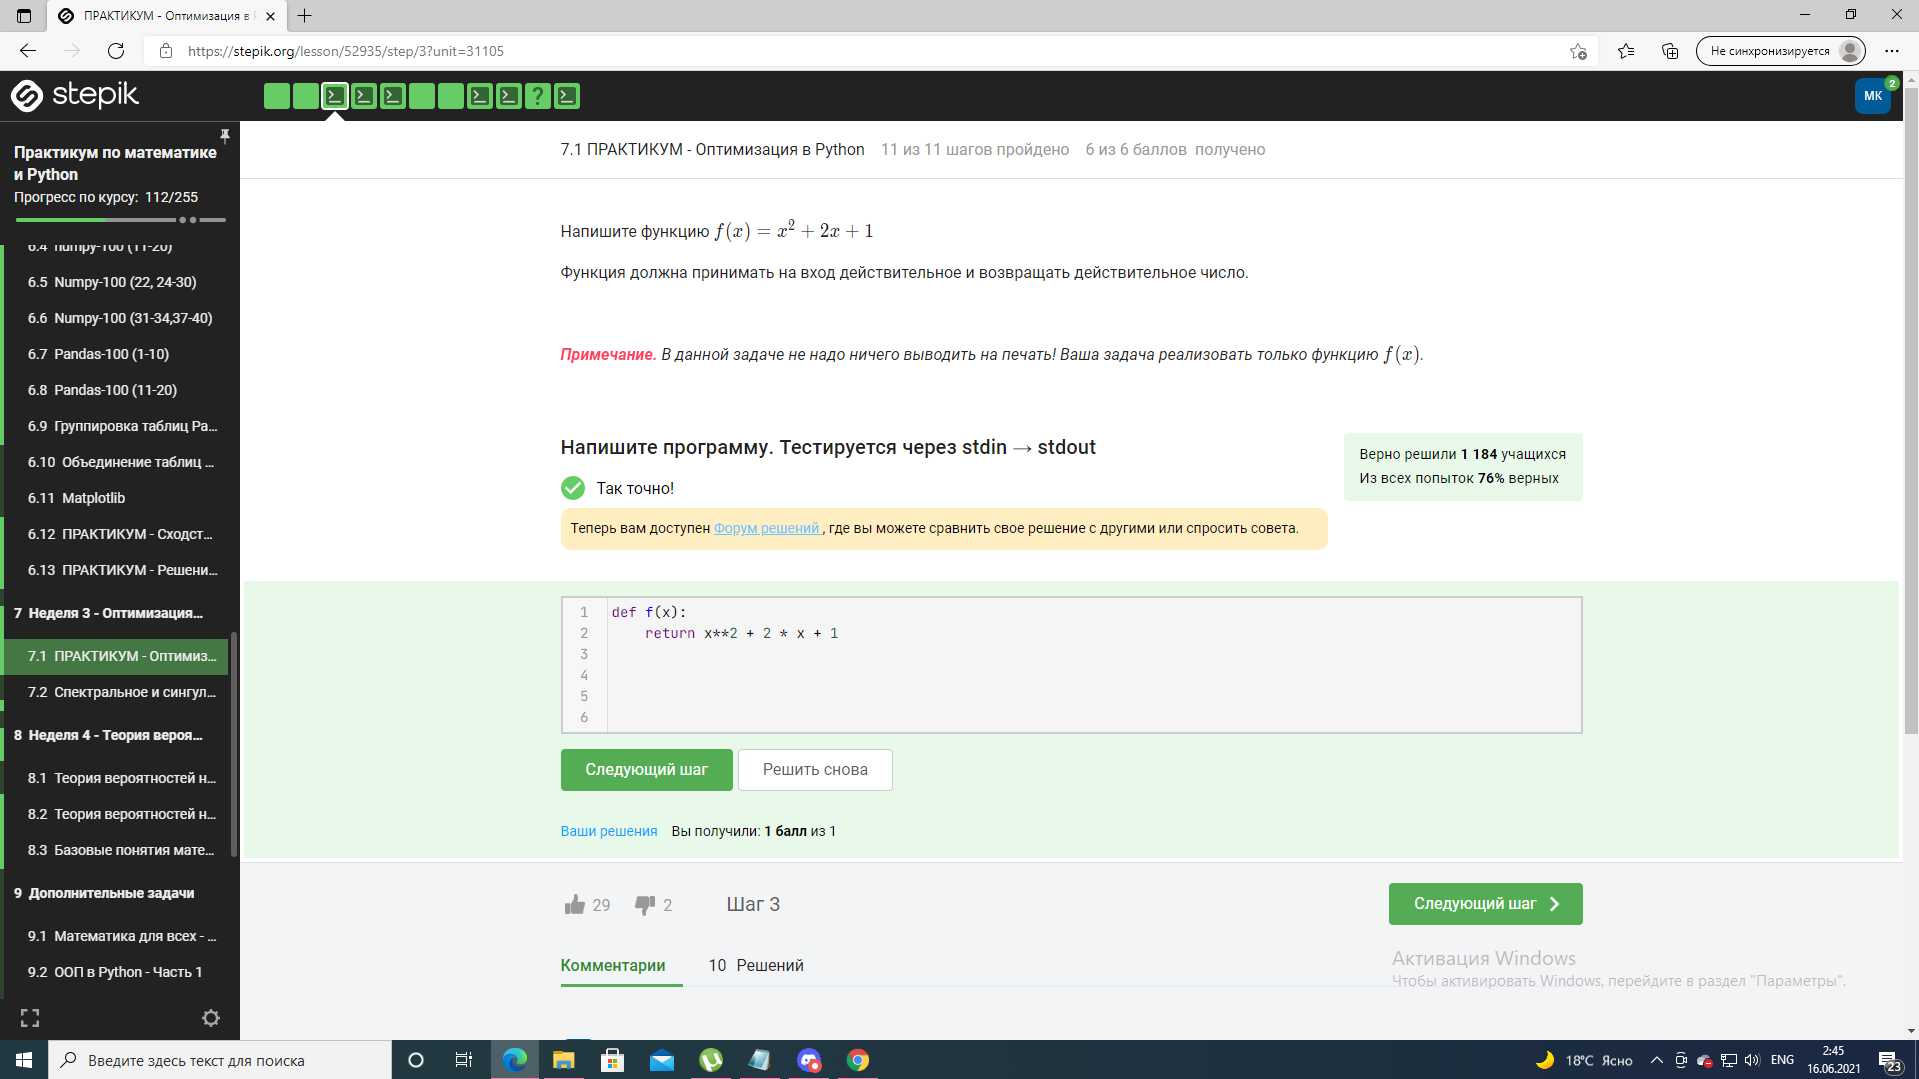 ПРАКТИКУМ - Оптимизация в
https://stepik.org/lesson/52935/step/3?unit=31105
Не синхронизируется
stepik
?
МК
2
Практикум по математике
и Python
Прогресс по курсу: 112/255
6.4 numpy-100 (11-20)
6.5 Numpy-100 (22, 24-30)
6.6 Numpy-100 (31-34,37-40)
6.7 Pandas-100 (1-10)
6.8 Pandas-100 (11-20)
6.9 Группировка таблиц Pa...
6.10 Объединение таблиц ...
6.11 Matplotlib
6.12 ПРАКТИКУМ - Сходст...
6.13 ПРАКТИКУМ - Решени...
7 Неделя 3 - Оптимизация...
7.1 ПРАКТИКУМ - Оптимиз...
7.2 Спектральное и сингул...
8 Неделя 4 - Теория вероя...
8.1 Теория вероятностей н...
8.2 Теория вероятностей н...
8.3 Базовые понятия мате...
9 Дополнительные задачи
9.1 Математика для всех - ...
9.2 ООП в Python - Часть 1
7.1 ПРАКТИКУМ - Оптимизация в Python 11 из 11 шагов пройдено 6 из 6 баллов получено
Напишите функцию f(x) = x² + 2x + 1
Функция должна принимать на вход действительное и возвращать действительное число.
Примечание. В данной задаче не надо ничего выводить на печать! Ваша задача реализовать только функцию f(x).
Напишите программу. Тестируется через stdin → stdout
Верно решили 1 184 учащихся
Из всех попыток 76% верных
Так точно!
Теперь вам доступен Форум решений , где вы можете сравнить свое решение с другими или спросить совета.
1 def f(x):
2     return x**2 + 2 * x + 1
3
4
5
6
Следующий шаг
Решить снова
Ваши решения Вы получили: 1 балл из 1
29 2 Шаг 3
Следующий шаг
Комментарии 10 Решений
Активация Windows
Чтобы активировать Windows, перейдите в раздел "Параметры".
Введите здесь текст для поиска
18°C Ясно
ENG
2:45
16.06.2021
23